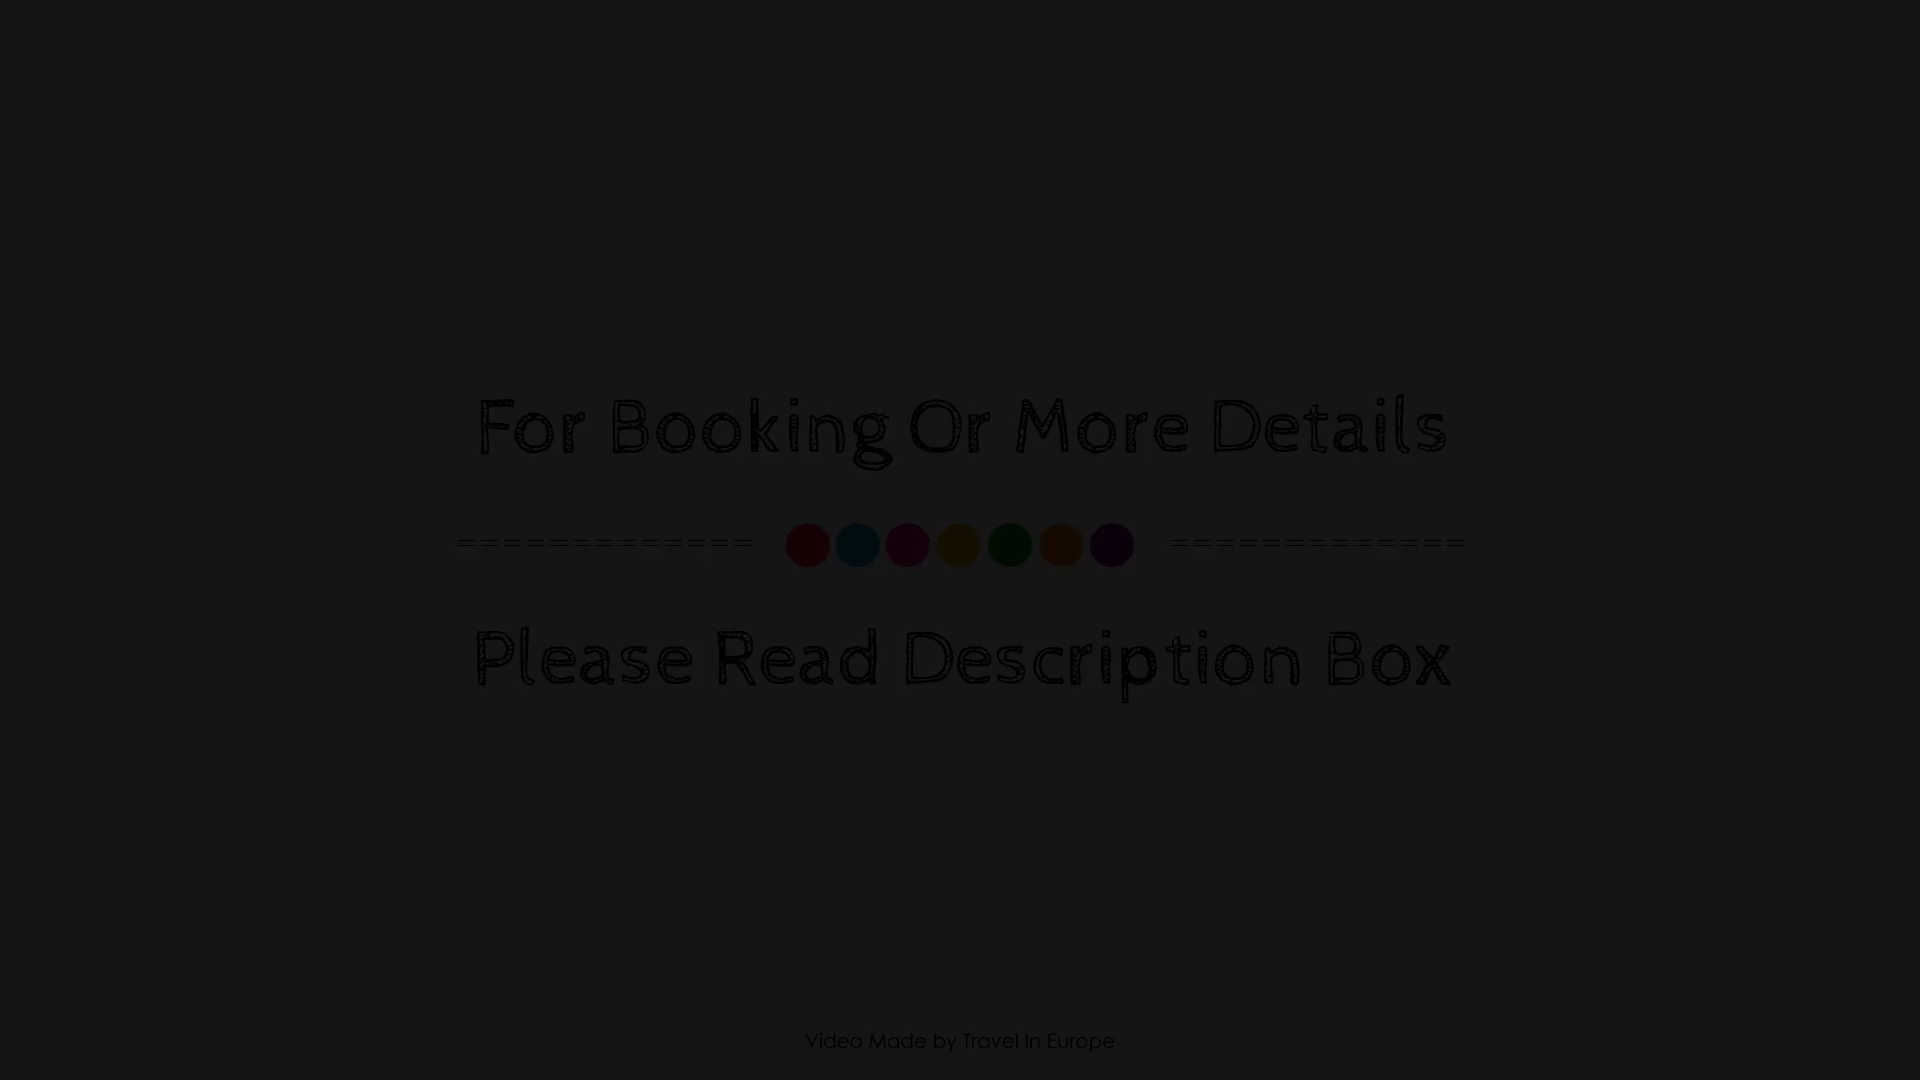 For Booking Or More Details
============= =============
Please Read Description Box
Video Made by Travel In Europe